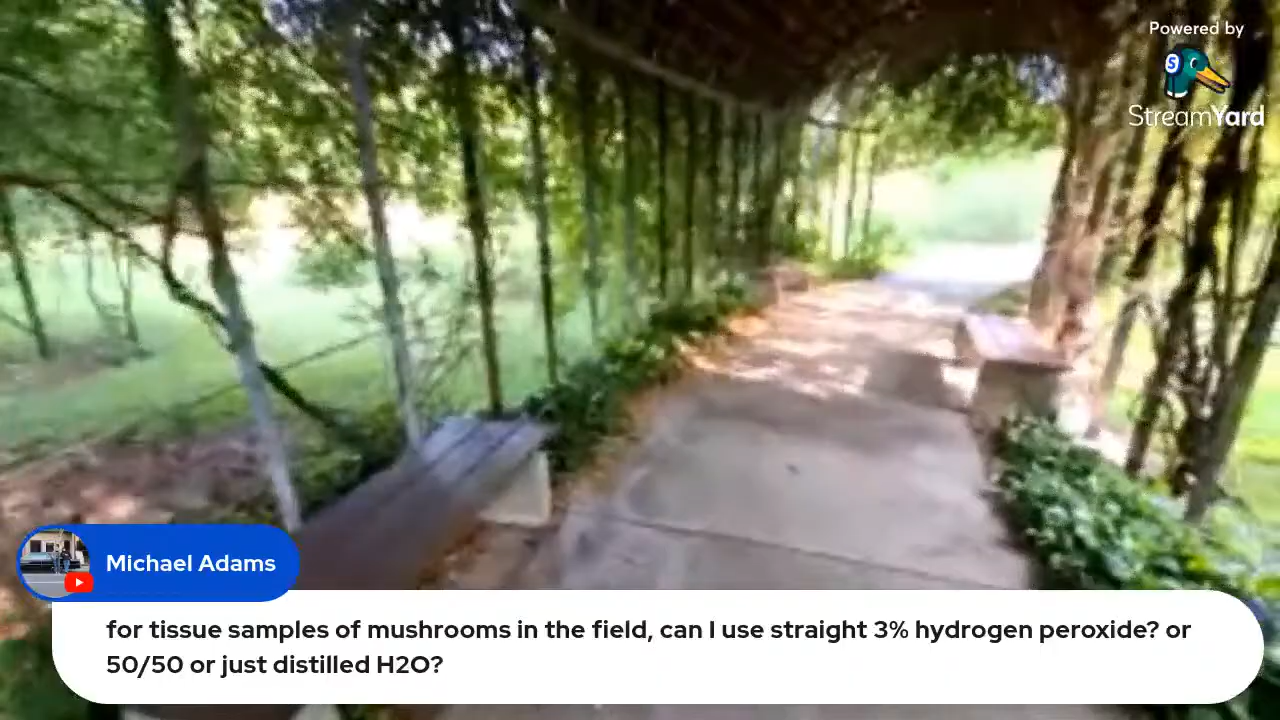 Powered by
StreamYard
Michael Adams
for tissue samples of mushrooms in the field, can I use straight 3% hydrogen peroxide? or
50/50 or just distilled H2O?